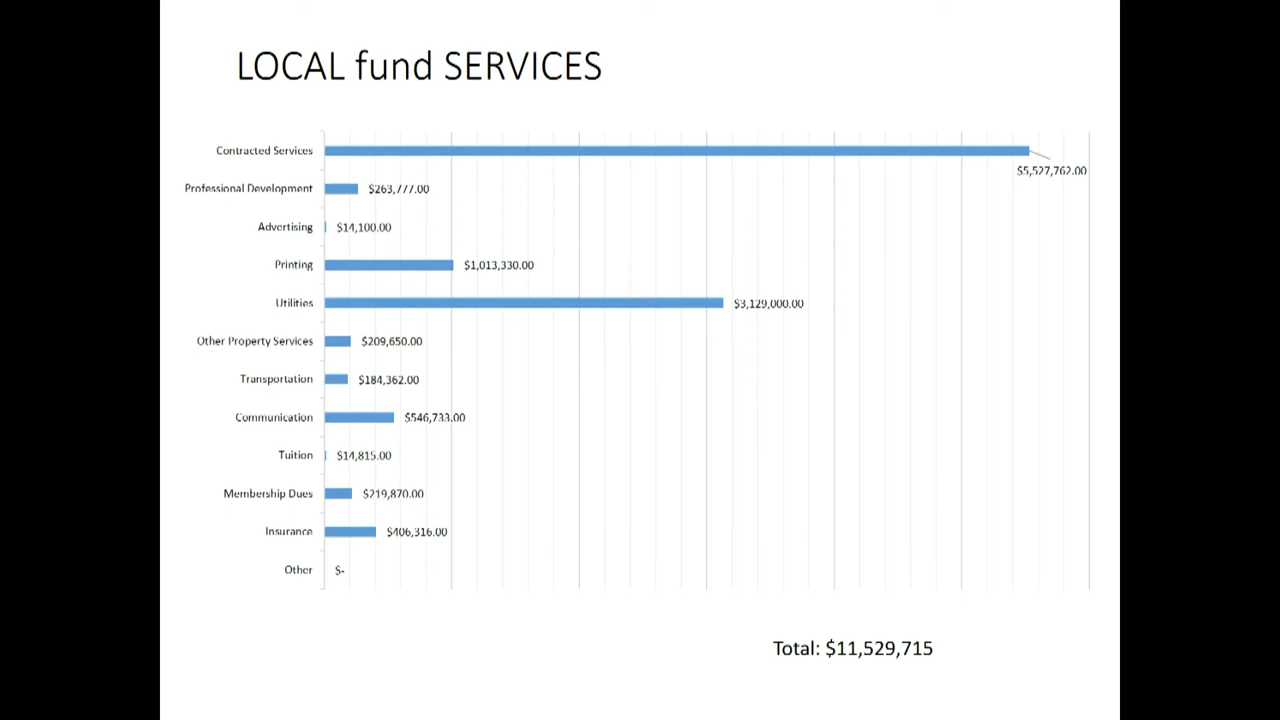 LOCAL fund SERVICES
Contracted Services
$5,527,762.00
Professional Development
$263,777.00
Advertising
$14,100.00
Printing
$1,013,330.00
Utilities
$3,129,000.00
Other Property Services
$209,650.00
Transportation
$184,362.00
Communication
$546,733.00
Tuition
$14,815.00
Membership Dues
$219,870.00
Insurance
$406,316.00
Other
$-
Total: $11,529,715